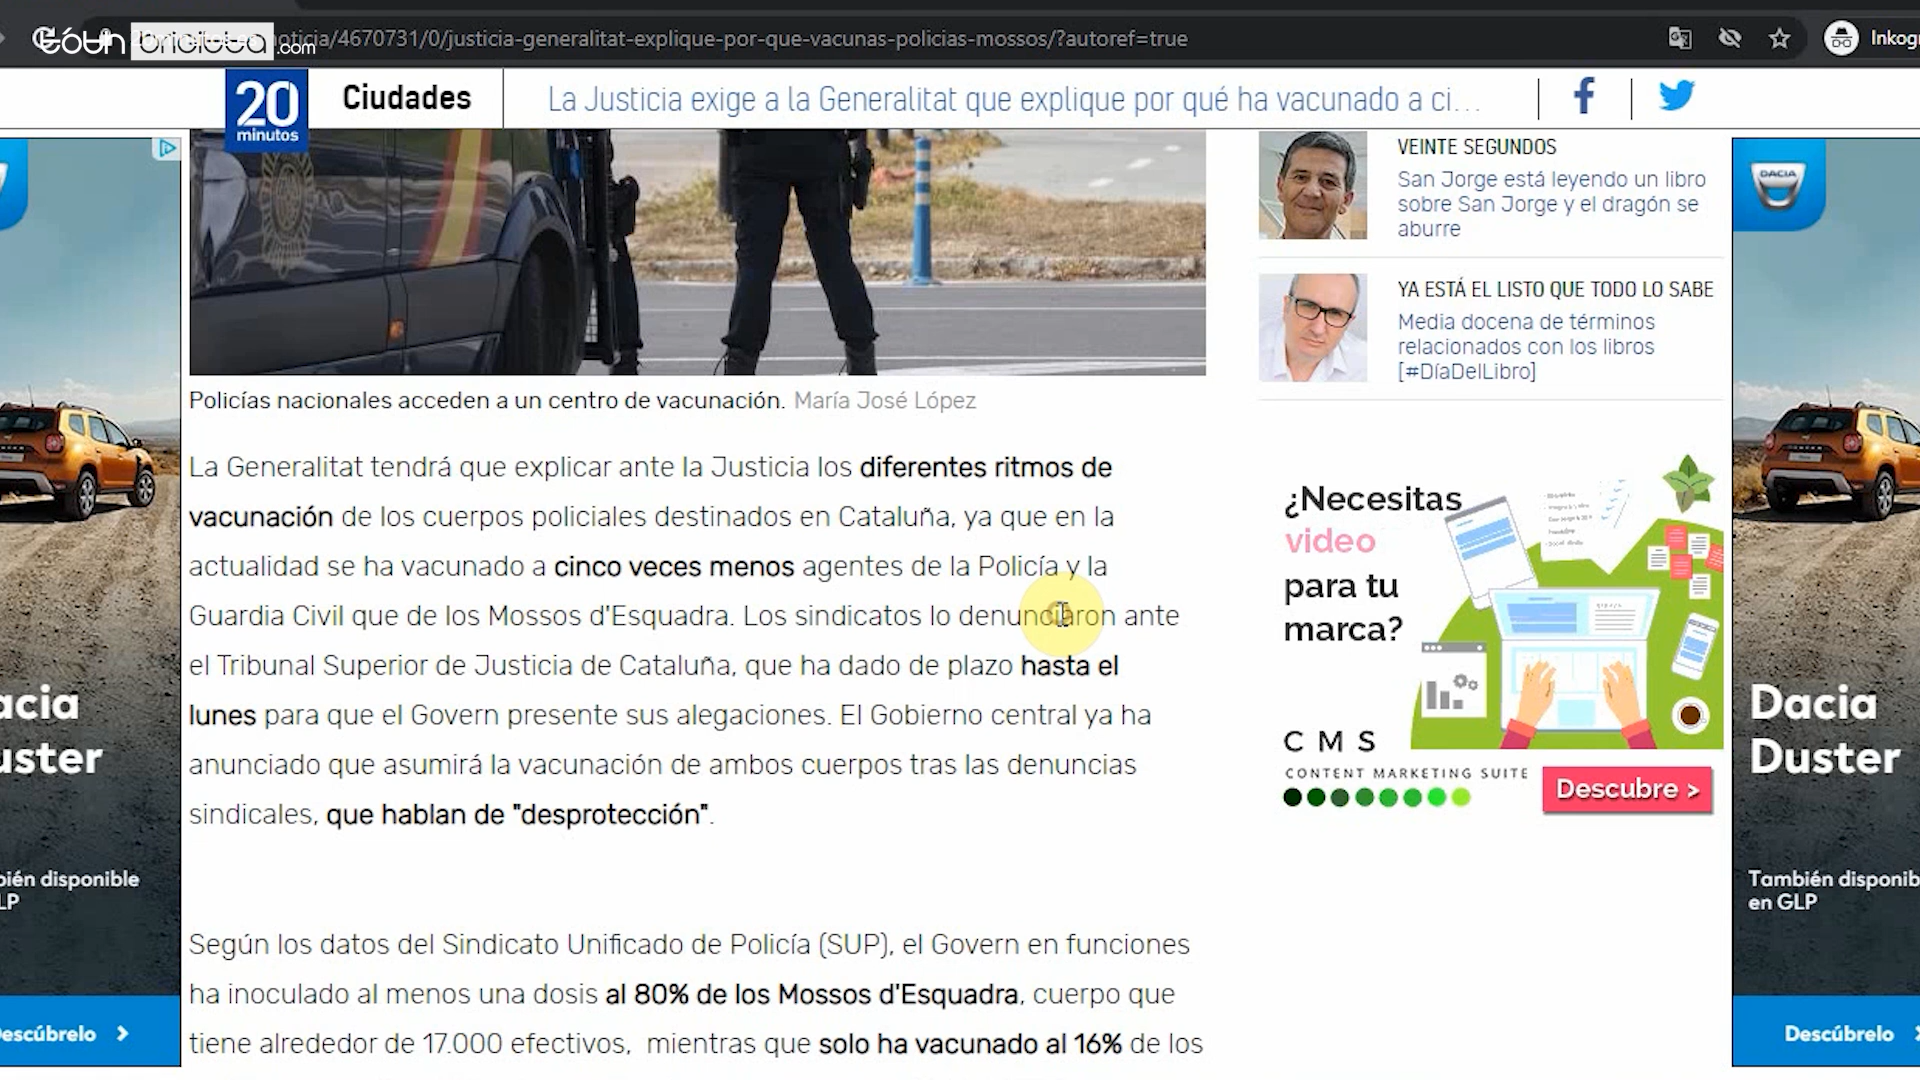 noticia/4670731/0/justicia-generalitat-explique-por-que-vacunas-policias-mossos/?autoref=true
.com
20
minutos
Ciudades
La Justicia exige a la Generalitat que explique por qué ha vacunado a ci...
VEINTE SEGUNDOS
San Jorge está leyendo un libro
sobre San Jorge y el dragón se
aburre
YA ESTÁ EL LISTO QUE TODO LO SABE
Media docena de términos
relacionados con los libros
[#DíaDelLibro]
Policías nacionales acceden a un centro de vacunación. María José López
La Generalitat tendrá que explicar ante la Justicia los diferentes ritmos de
vacunación de los cuerpos policiales destinados en Cataluña, ya que en la
actualidad se ha vacunado a cinco veces menos agentes de la Policía y la
Guardia Civil que de los Mossos d'Esquadra. Los sindicatos lo denunciaron ante
el Tribunal Superior de Justicia de Cataluña, que ha dado de plazo hasta el
lunes para que el Govern presente sus alegaciones. El Gobierno central ya ha
anunciado que asumirá la vacunación de ambos cuerpos tras las denuncias
sindicales, que hablan de "desprotección".
Según los datos del Sindicato Unificado de Policía (SUP), el Govern en funciones
ha inoculado al menos una dosis al 80% de los Mossos d'Esquadra, cuerpo que
tiene alrededor de 17.000 efectivos, mientras que solo ha vacunado al 16% de los
¿Necesitas
video
para tu
marca?
CMS
CONTENT MARKETING SUITE
Descubre >
DACIA
Dacia
Duster
También disponib
en GLP
Descúbrelo
acia
uster
bién disponible
LP
escúbrelo
Inkog